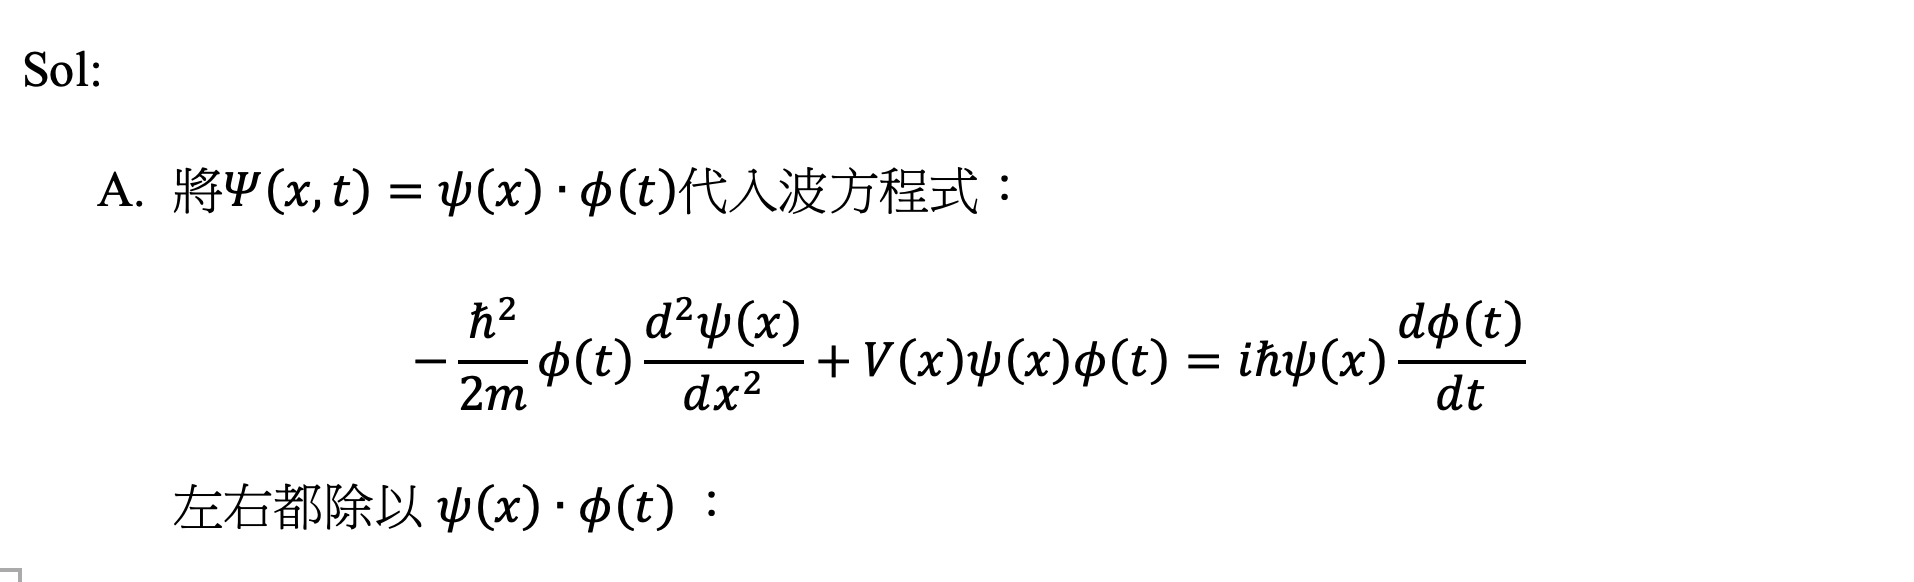 Sol:
A. 將Ψ(x, t) = ψ(x) · ϕ(t)代入波方程式：
−ℏ²/2m ϕ(t) d²ψ(x)/dx² + V(x)ψ(x)ϕ(t) = iℏψ(x) dϕ(t)/dt
左右都除以 ψ(x) · ϕ(t) ：